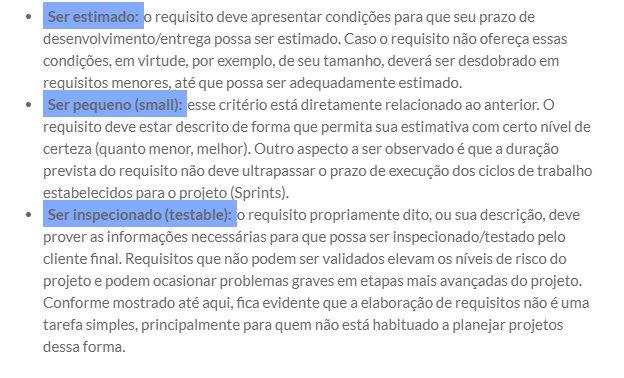 • Ser estimado: o requisito deve apresentar condições para que seu prazo de
desenvolvimento/entrega possa ser estimado. Caso o requisito não ofereça essas
condições, em virtude, por exemplo, de seu tamanho, deverá ser desdobrado em
requisitos menores, até que possa ser adequadamente estimado.
• Ser pequeno (small): esse critério está diretamente relacionado ao anterior. O
requisito deve estar descrito de forma que permita sua estimativa com certo nível de
certeza (quanto menor, melhor). Outro aspecto a ser observado é que a duração
prevista do requisito não deve ultrapassar o prazo de execução dos ciclos de trabalho
estabelecidos para o projeto (Sprints).
• Ser inspecionado (testable): o requisito propriamente dito, ou sua descrição, deve
prover as informações necessárias para que possa ser inspecionado/testado pelo
cliente final. Requisitos que não podem ser validados elevam os níveis de risco do
projeto e podem ocasionar problemas graves em etapas mais avançadas do projeto.
Conforme mostrado até aqui, fica evidente que a elaboração de requisitos não é uma
tarefa simples, principalmente para quem não está habituado a planejar projetos
dessa forma.